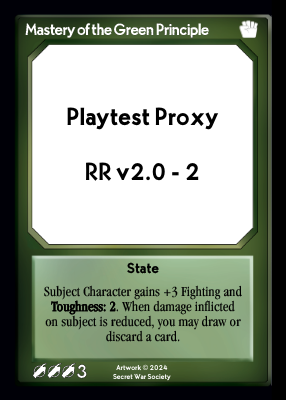 Mastery of the Green Principle
Playtest Proxy
RR v2.0 - 2
State
Subject Character gains +3 Fighting and
Toughness: 2. When damage inflicted
on subject is reduced, you may draw or
discard a card.
3
Artwork © 2024
Secret War Society